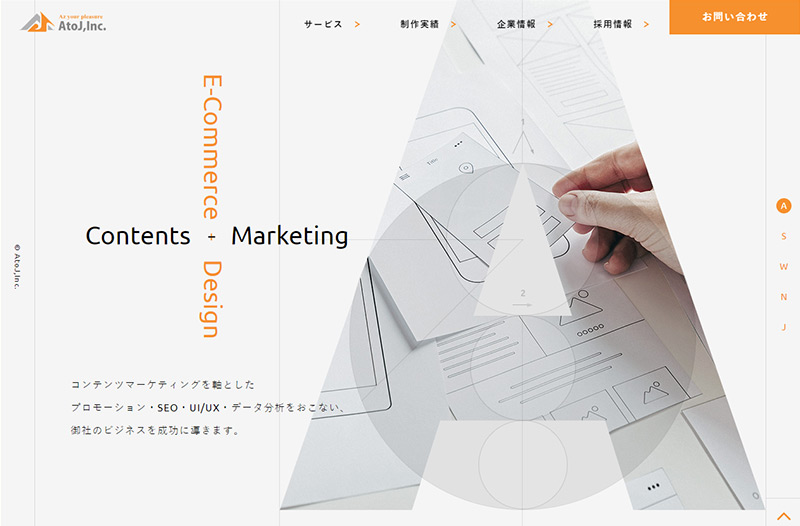 As your pleasure
AtoJ,Inc.
サービス
制作実績
企業情報
採用情報
お問い合わせ
E-Commerce + Design
Contents + Marketing
コンテンツマーケティングを軸とした
プロモーション・SEO・UI/UX・データ分析をおこない、
御社のビジネスを成功に導きます。
© AtoJ,Inc.
Title
1
2
A
S
W
N
J